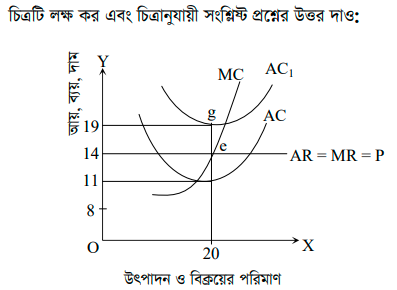 চিত্রটি লক্ষ কর এবং চিত্রানুযায়ী সংশ্লিষ্ট প্রশ্নের উত্তর দাও:
আয়, ব্যয়, দাম
Y
MC
AC₁
g
AC
19
e
14
AR = MR = P
11
8
O
20
X
উৎপাদন ও বিক্রয়ের পরিমাণ